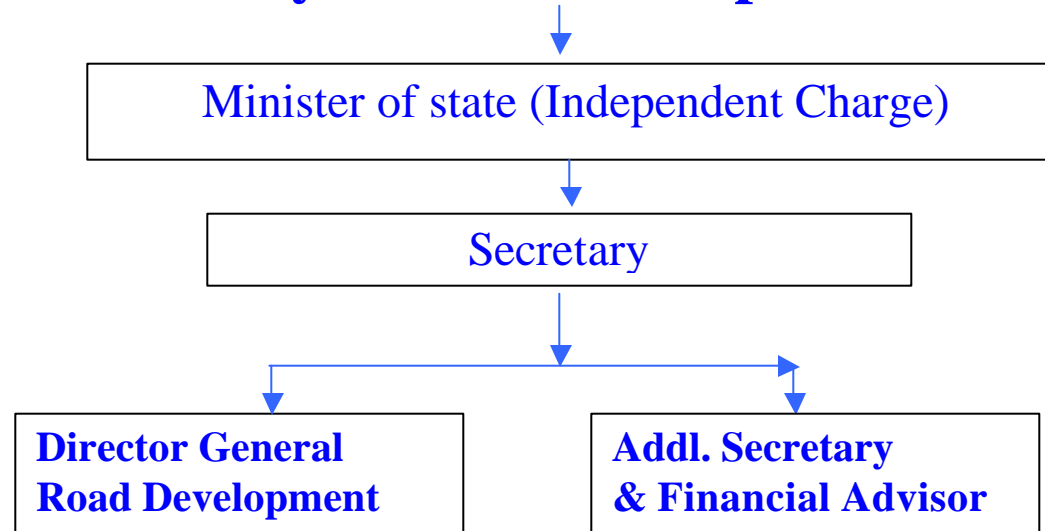 Minister of state (Independent Charge)
Secretary
Director General
Road Development
Addl. Secretary
& Financial Advisor